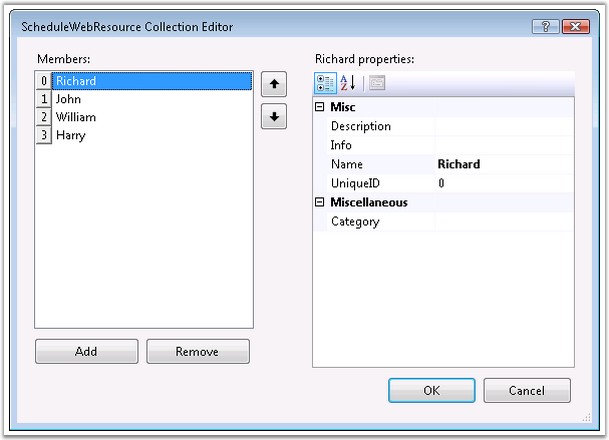 ScheduleWebResource Collection Editor
?
Members:
0 Richard
1 John
2 William
3 Harry
Add
Remove
Richard properties:
A
Z
Misc
Description
Info
Name Richard
UniqueID 0
Miscellaneous
Category
OK
Cancel